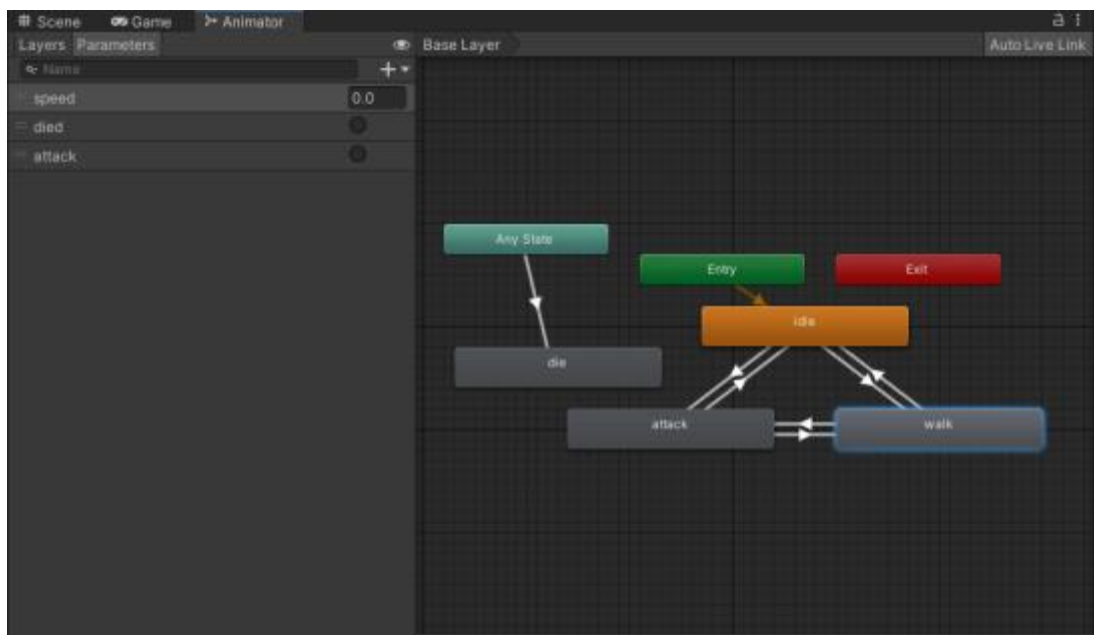 Scene Game Animator
Layers Parameters
Base Layer
Auto Live Link
Name
speed 0.0
died
attack
Any State
Entry
Exit
idle
die
attack
walk